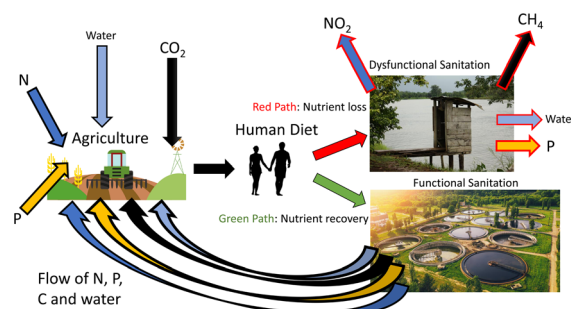 NO2
CH4
Water
CO2
Dysfunctional Sanitation
N
Agriculture
Red Path: Nutrient loss
Human Diet
Wate
P
Functional Sanitation
P
Green Path: Nutrient recovery
Flow of N, P,
C and water